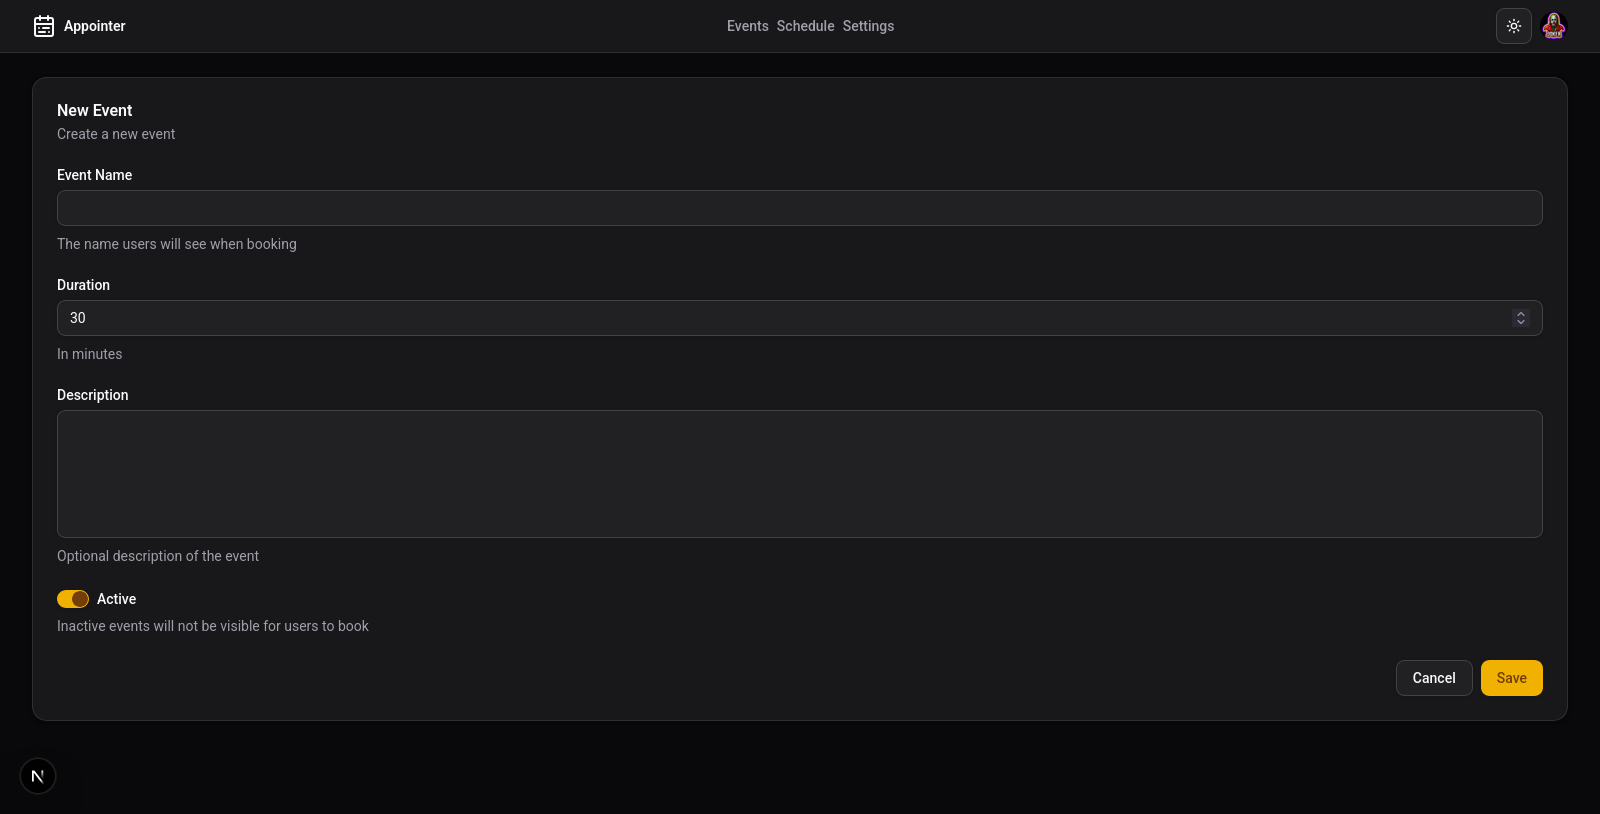 Appointer
Events Schedule Settings
New Event
Create a new event
Event Name
The name users will see when booking
Duration
30
In minutes
Description
Optional description of the event
Active
Inactive events will not be visible for users to book
Cancel Save
N